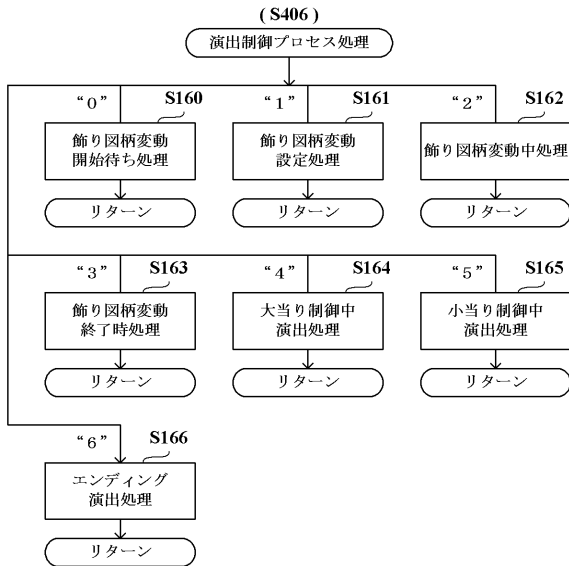 ( S406 )
演出制御プロセス処理
“0” S160 “1” S161 “2” S162
飾り図柄変動
開始待ち処理
飾り図柄変動
設定処理
飾り図柄変動中処理
リターン リターン リターン
“3” S163 “4” S164 “5” S165
飾り図柄変動
終了時処理
大当り制御中
演出処理
小当り制御中
演出処理
リターン リターン リターン
“6” S166
エンディング
演出処理
リターン